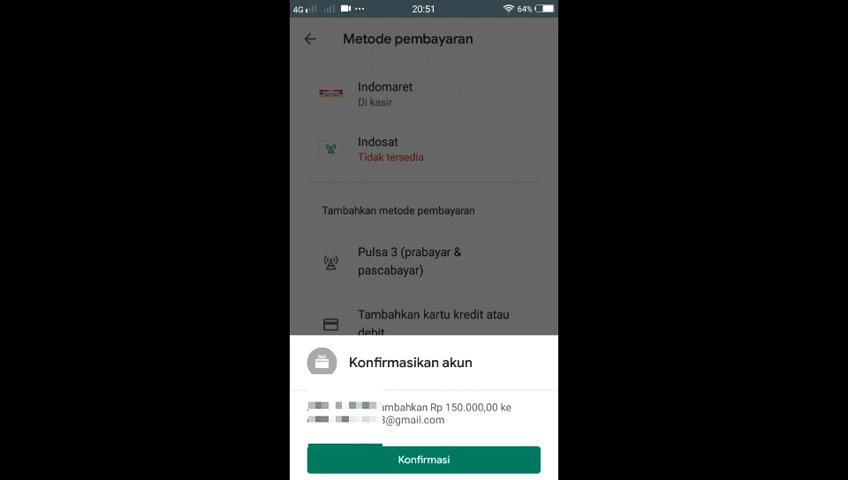 4G
20:51
64%
Metode pembayaran
Indomaret
Di kasir
Indosat
Tidak tersedia
Tambahkan metode pembayaran
Pulsa 3 (prabayar &
pascabayar)
Tambahkan kartu kredit atau
debit
Konfirmasikan akun
ambahkan Rp 150.000,00 ke
@gmail.com
Konfirmasi